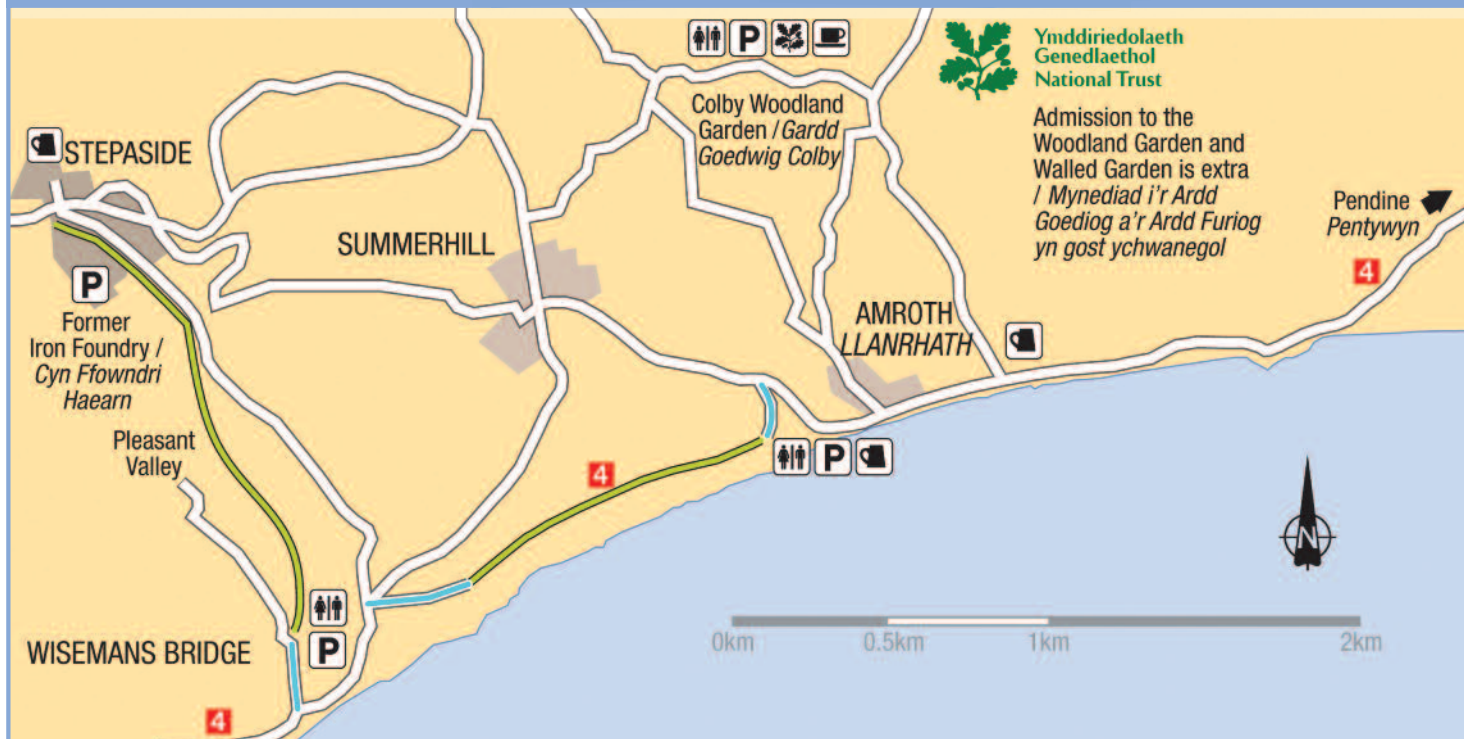 P
Ymddiriedolaeth
Genedlaethol
National Trust
Colby Woodland
Garden / Gardd
Goedwig Colby
Admission to the
Woodland Garden and
Walled Garden is extra
/ Mynediad i'r Ardd
Goediog a'r Ardd Furiog
yn gost ychwanegol
Pendine
Pentywyn
4
STEPASIDE
SUMMERHILL
P
Former
Iron Foundry /
Cyn Ffowndri
Haearn
AMROTH
LLANRHATH
Pleasant
Valley
4
P
N
WISEMANS BRIDGE
P
0km
0.5km
1km
2km
4